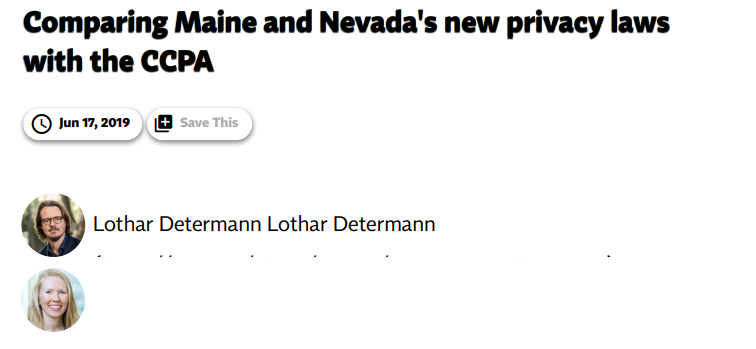 Comparing Maine and Nevada's new privacy laws
with the CCPA
Jun 17, 2019
Save This
Lothar Determann Lothar Determann